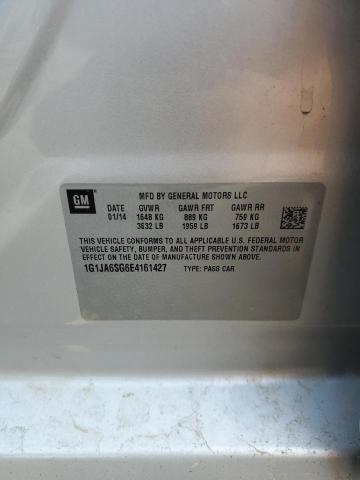 GM
MFD BY GENERAL MOTORS LLC
DATE GVWR GAWR FRT GAWR RR
01/14 1648 KG 889 KG 759 KG
3632 LB 1959 LB 1673 LB
THIS VEHICLE CONFORMS TO ALL APPLICABLE U.S. FEDERAL MOTOR
VEHICLE SAFETY, BUMPER, AND THEFT PREVENTION STANDARDS IN
EFFECT ON THE DATE OF MANUFACTURE SHOWN ABOVE.
1G1JA6SG6E4161427 TYPE: PASS CAR